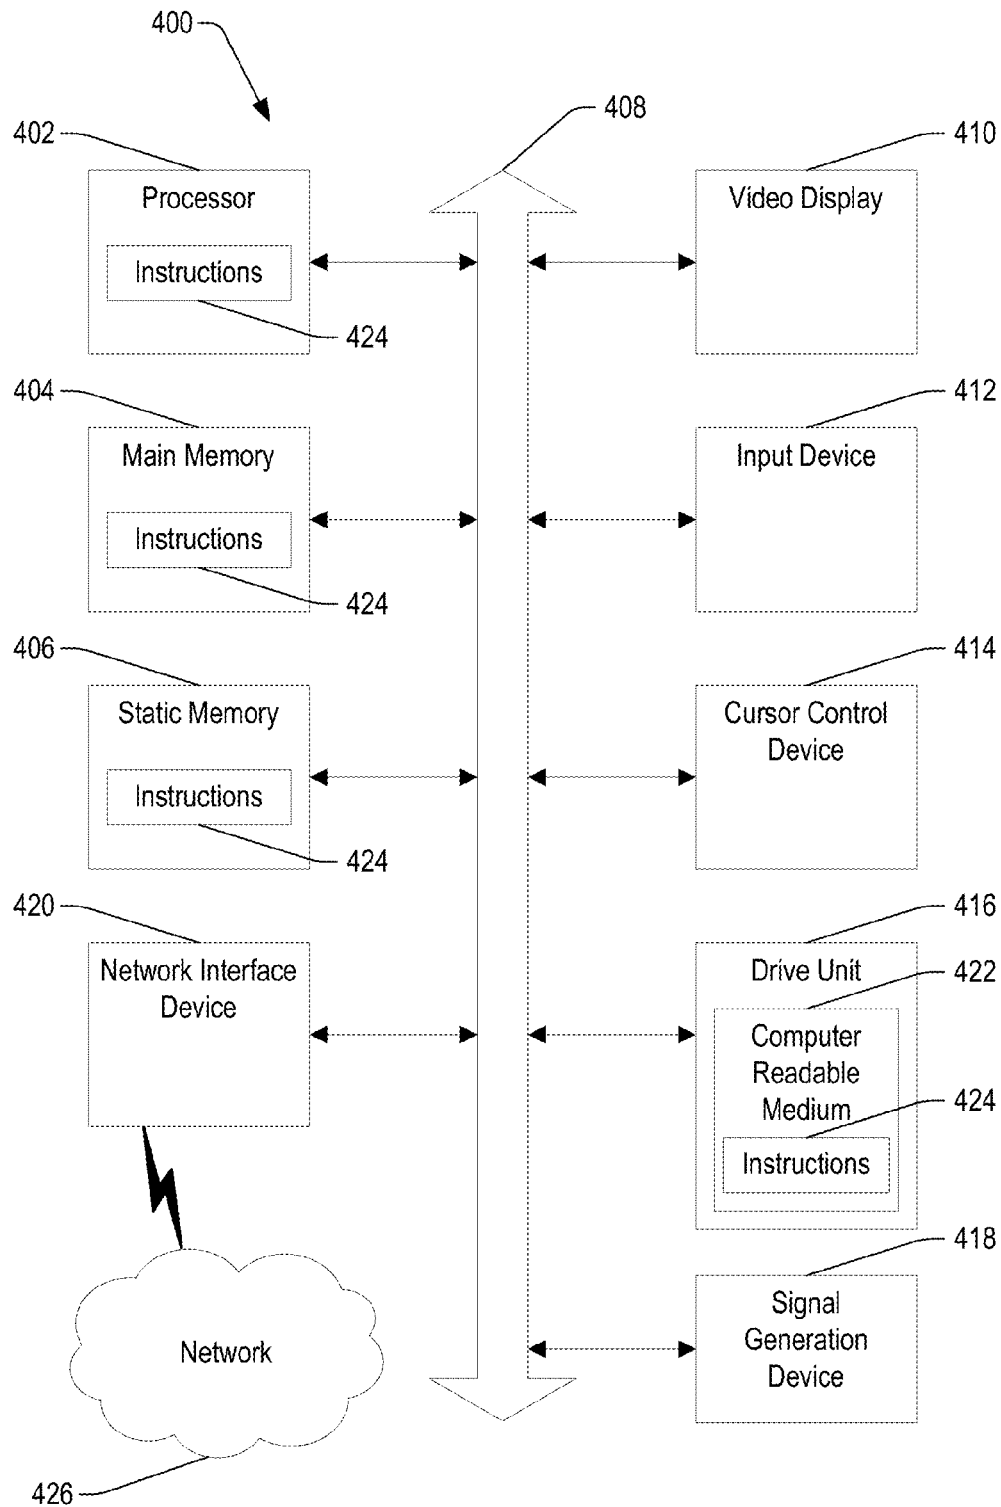 400
408
402
Processor
Instructions
424
410
Video Display
404
Main Memory
Instructions
424
412
Input Device
406
Static Memory
Instructions
424
414
Cursor Control
Device
420
Network Interface
Device
416
Drive Unit
422
Computer
Readable
Medium
424
Instructions
418
Signal
Generation
Device
Network
426